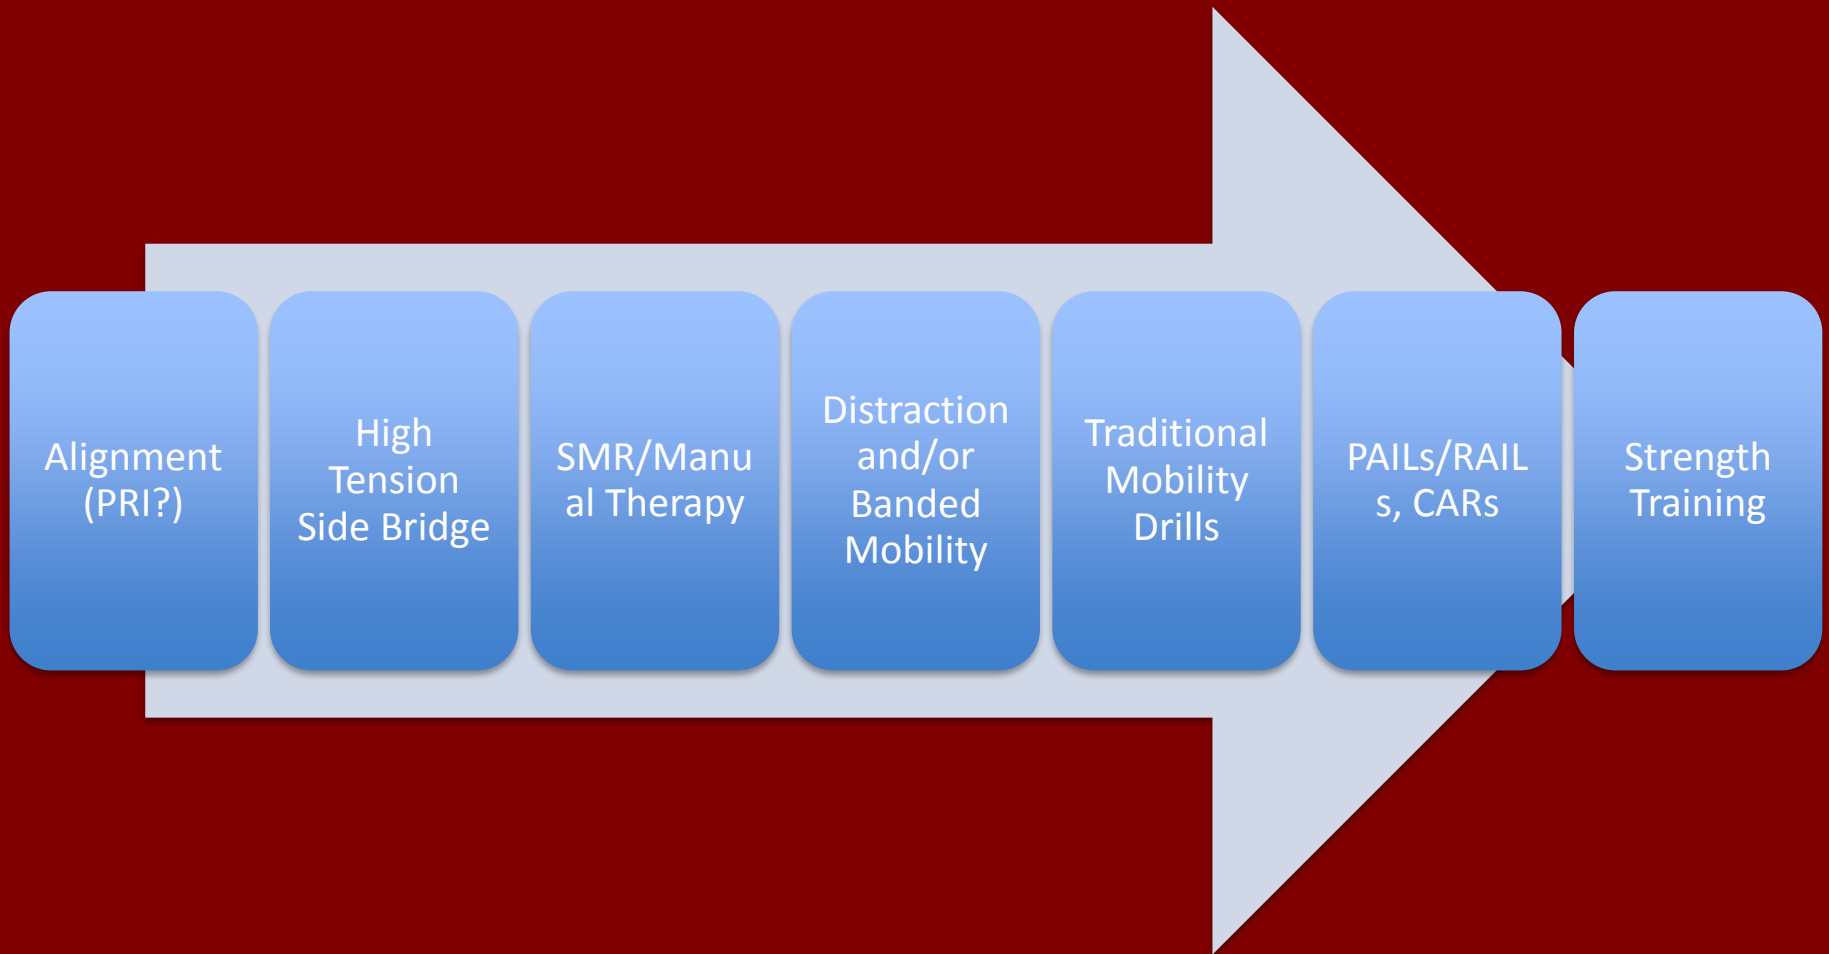 Alignment
(PRI?)
High
Tension
Side Bridge
SMR/Manu
al Therapy
Distraction
and/or
Banded
Mobility
Traditional
Mobility
Drills
PAILs/RAIL
s, CARs
Strength
Training